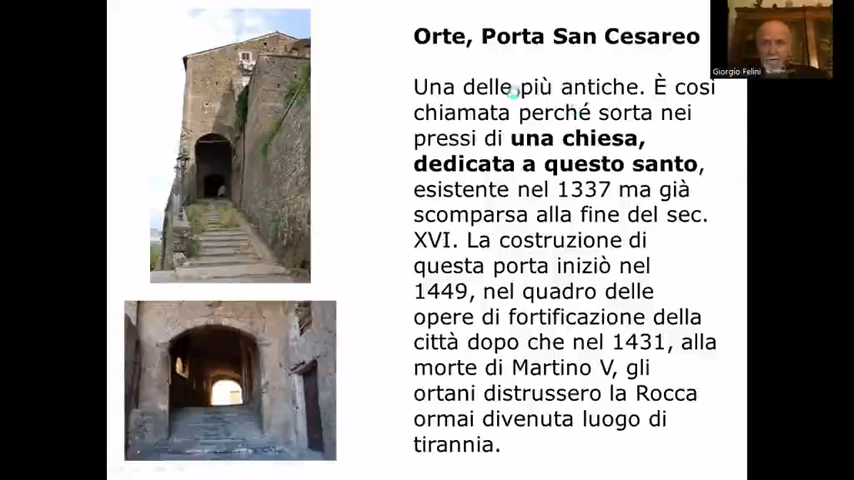 Orte, Porta San Cesareo
Giorgio Felini
Una delle più antiche. È così
chiamata perché sorta nei
pressi di una chiesa,
dedicata a questo santo,
esistente nel 1337 ma già
scomparsa alla fine del sec.
XVI. La costruzione di
questa porta iniziò nel
1449, nel quadro delle
opere di fortificazione della
città dopo che nel 1431, alla
morte di Martino V, gli
ortani distrussero la Rocca
ormai divenuta luogo di
tirannia.